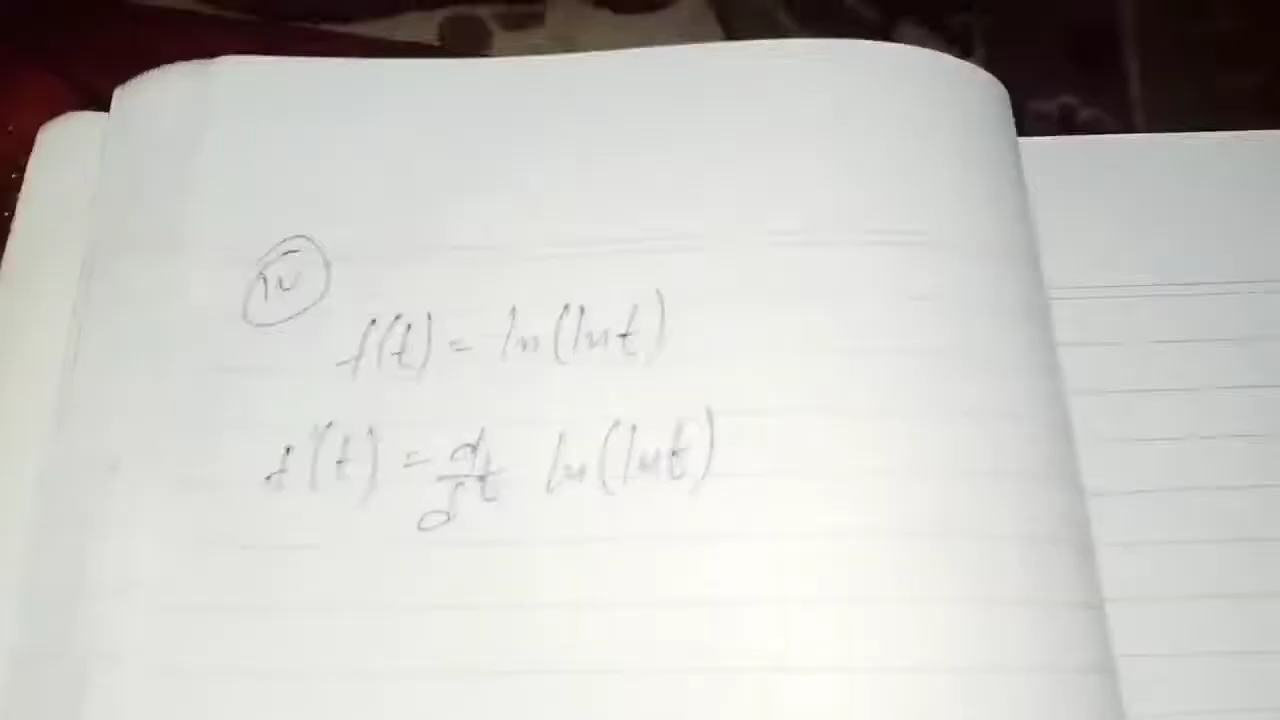 iv
f(t) = ln(lnt)
f'(t) = d/dt ln(lnt)